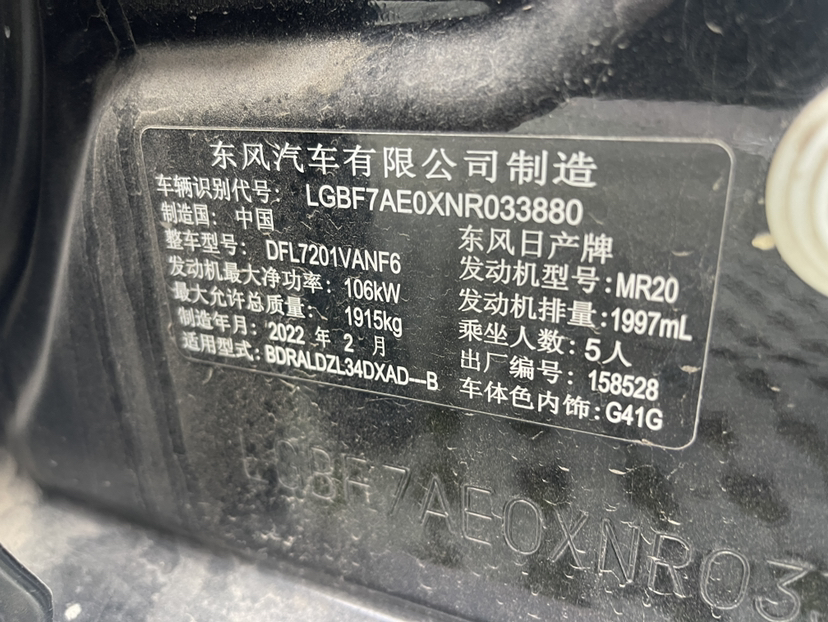 东风汽车有限公司制造
车辆识别代号: LGBF7AE0XNR033880
制造国: 中国
东风日产牌
整车型号: DFL7201VANF6
发动机型号:MR20
发动机最大净功率: 106kW
发动机排量:1997mL
最大允许总质量: 1915kg
乘坐人数: 5人
制造年月: 2022 年 2 月
出厂编号: 158528
适用型式: BDRALDZL34DXAD—B
车体色内饰: G41G
LGBF7AE0XNR03